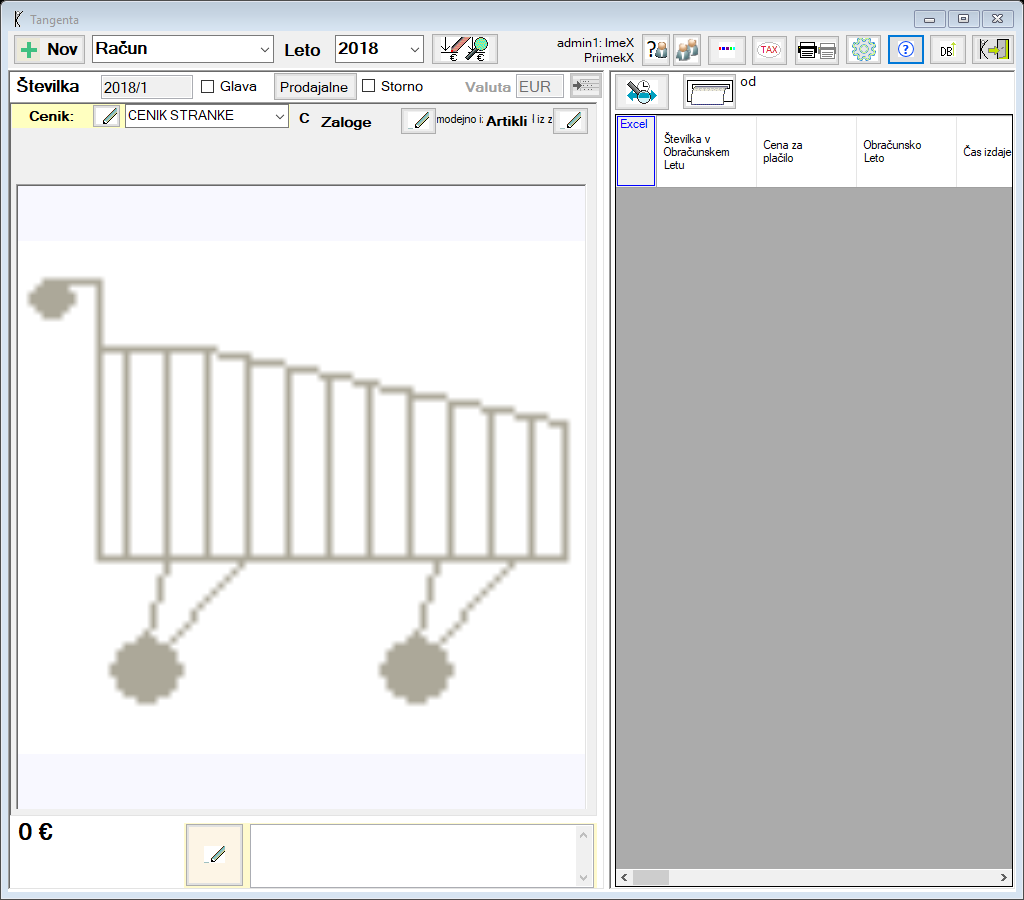 Tangenta
Nov
Račun
Leto
2018
admin1: ImeX
PriimekX
TAX
DB
Številka
2018/1
Glava
Prodajalne
Storno
Valuta
EUR
od
Cenik:
CENIK STRANKE
C
Zaloge
modejno i:
Artikli
l iz z
Excel
Številka v
Obračunskem
Letu
Cena za
plačilo
Obračunsko
Leto
Čas izdaje
0 €